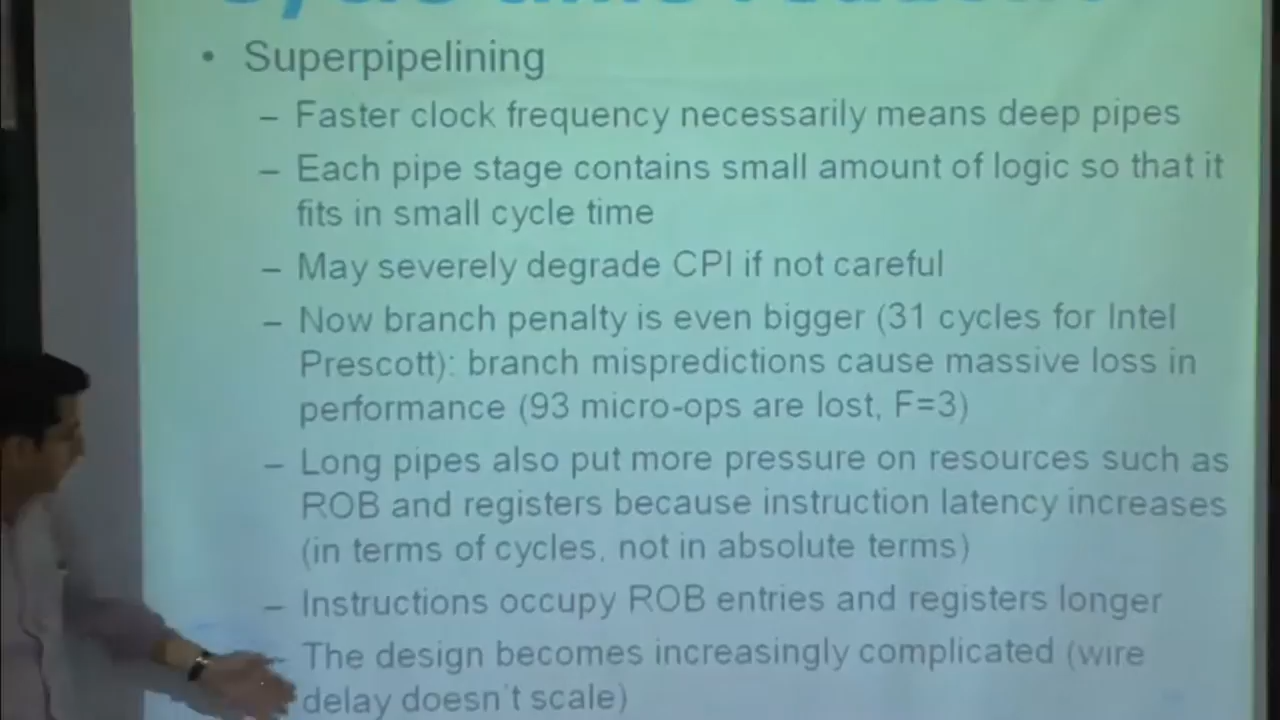 • Superpipelining
– Faster clock frequency necessarily means deep pipes
– Each pipe stage contains small amount of logic so that it
fits in small cycle time
– May severely degrade CPI if not careful
– Now branch penalty is even bigger (31 cycles for Intel
Prescott): branch mispredictions cause massive loss in
performance (93 micro-ops are lost, F=3)
– Long pipes also put more pressure on resources such as
ROB and registers because instruction latency increases
(in terms of cycles, not in absolute terms)
– Instructions occupy ROB entries and registers longer
– The design becomes increasingly complicated (wire
delay doesn't scale)